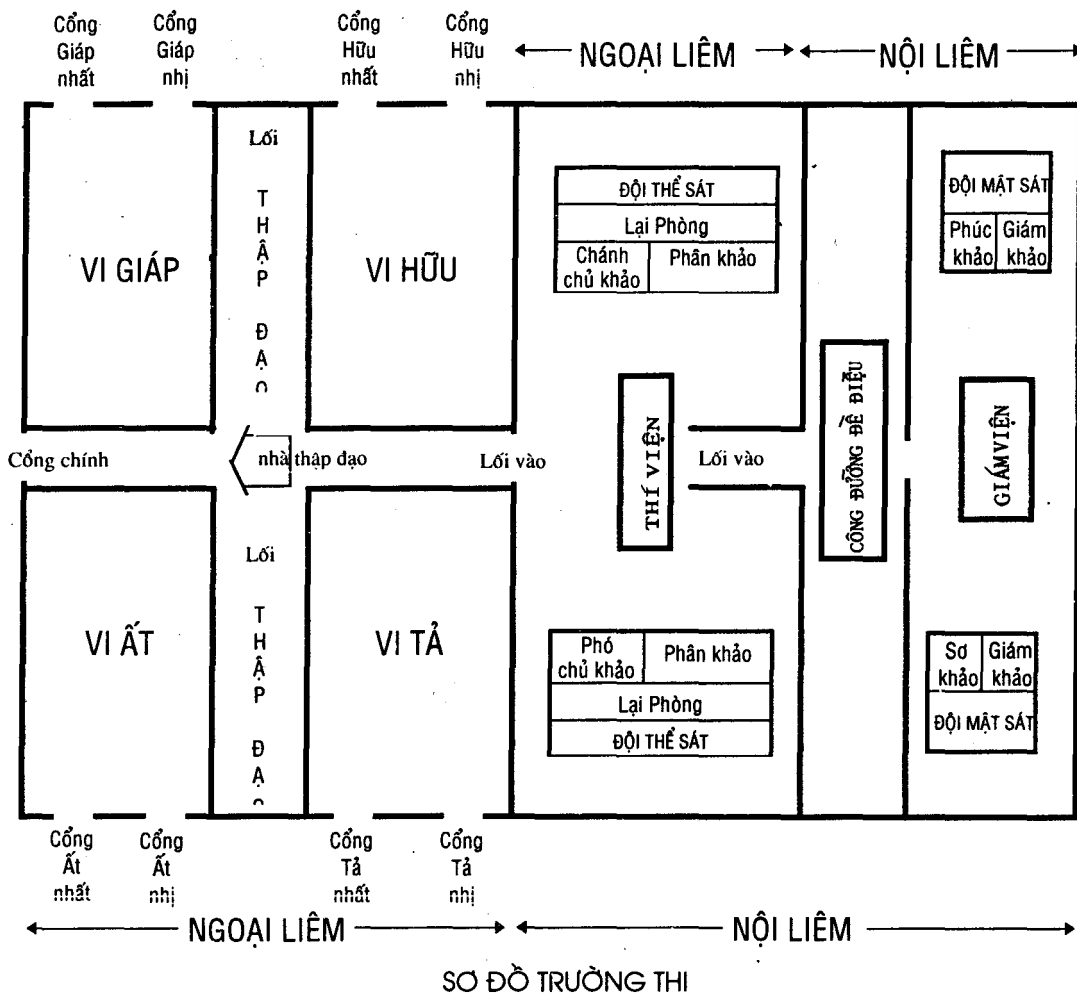 Cổng
Giáp
nhất
Cổng
Giáp
nhị
Cổng
Hữu
nhất
Cổng
Hữu
nhị
NGOẠI LIÊM
NỘI LIÊM
Lối
T
H
Ậ
P
Đ
Ạ
VI GIÁP
VI HỮU
ĐỘI THỂ SÁT
Lại Phòng
Chánh
chủ khảo
Phân khảo
ĐỘI MẬT SÁT
Phúc
khảo
Giám
khảo
Cổng chính
nhà thập đạo
Lối vào
THÍ VIỆN
Lối vào
CÔNG ĐƯỜNG ĐỀ ĐIỆU
GIÁM VIỆN
Lối
T
H
Ậ
P
Đ
Ạ
VI ẤT
VI TẢ
Phó
chủ khảo
Phân khảo
Lại Phòng
ĐỘI THỂ SÁT
Sơ
khảo
Giám
khảo
ĐỘI MẬT SÁT
Cổng
Ất
nhất
Cổng
Ất
nhị
Cổng
Tả
nhất
Cổng
Tả
nhị
NGOẠI LIÊM
NỘI LIÊM
SƠ ĐỒ TRƯỜNG THI